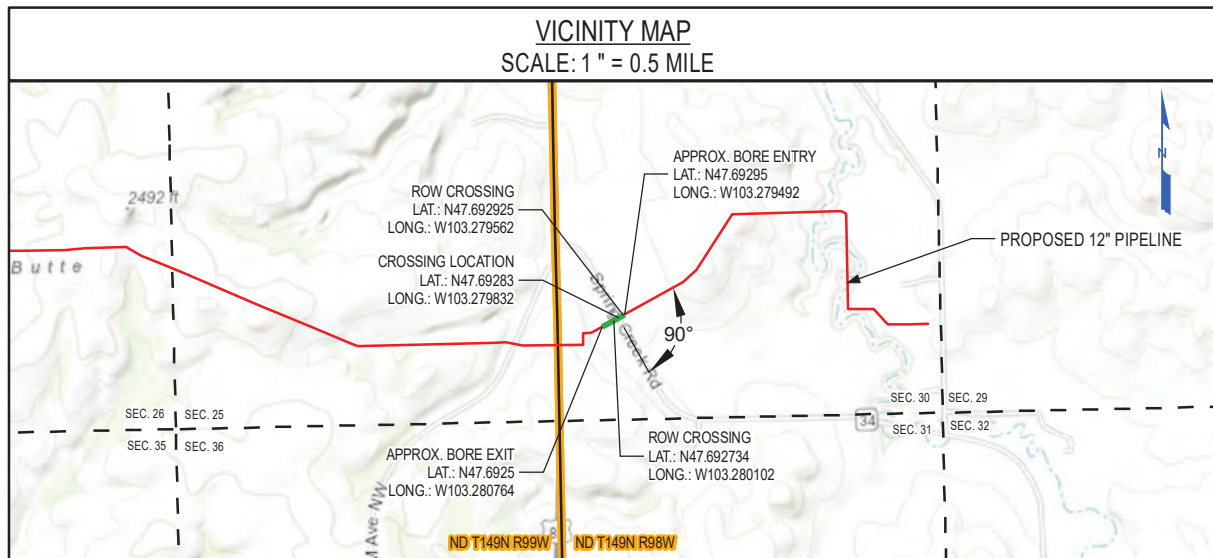 VICINITY MAP
SCALE: 1 " = 0.5 MILE
N
2492 ft
Butte
ROW CROSSING
LAT.: N47.692925
LONG.: W103.279562
APPROX. BORE ENTRY
LAT.: N47.69295
LONG.: W103.279492
CROSSING LOCATION
LAT.: N47.69283
LONG.: W103.279832
PROPOSED 12" PIPELINE
90°
SEC. 26
SEC. 25
SEC. 35
SEC. 36
SEC. 30
SEC. 29
SEC. 31
SEC. 32
34
APPROX. BORE EXIT
LAT.: N47.6925
LONG.: W103.280764
ROW CROSSING
LAT.: N47.692734
LONG.: W103.280102
M Ave NW
ND T149N R99W
ND T149N R98W